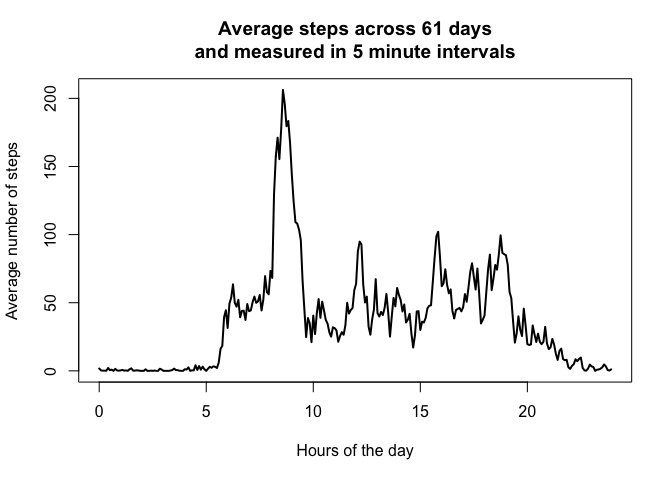 Average steps across 61 days
and measured in 5 minute intervals
Average number of steps
200
150
100
50
0
0 5 10 15 20
Hours of the day